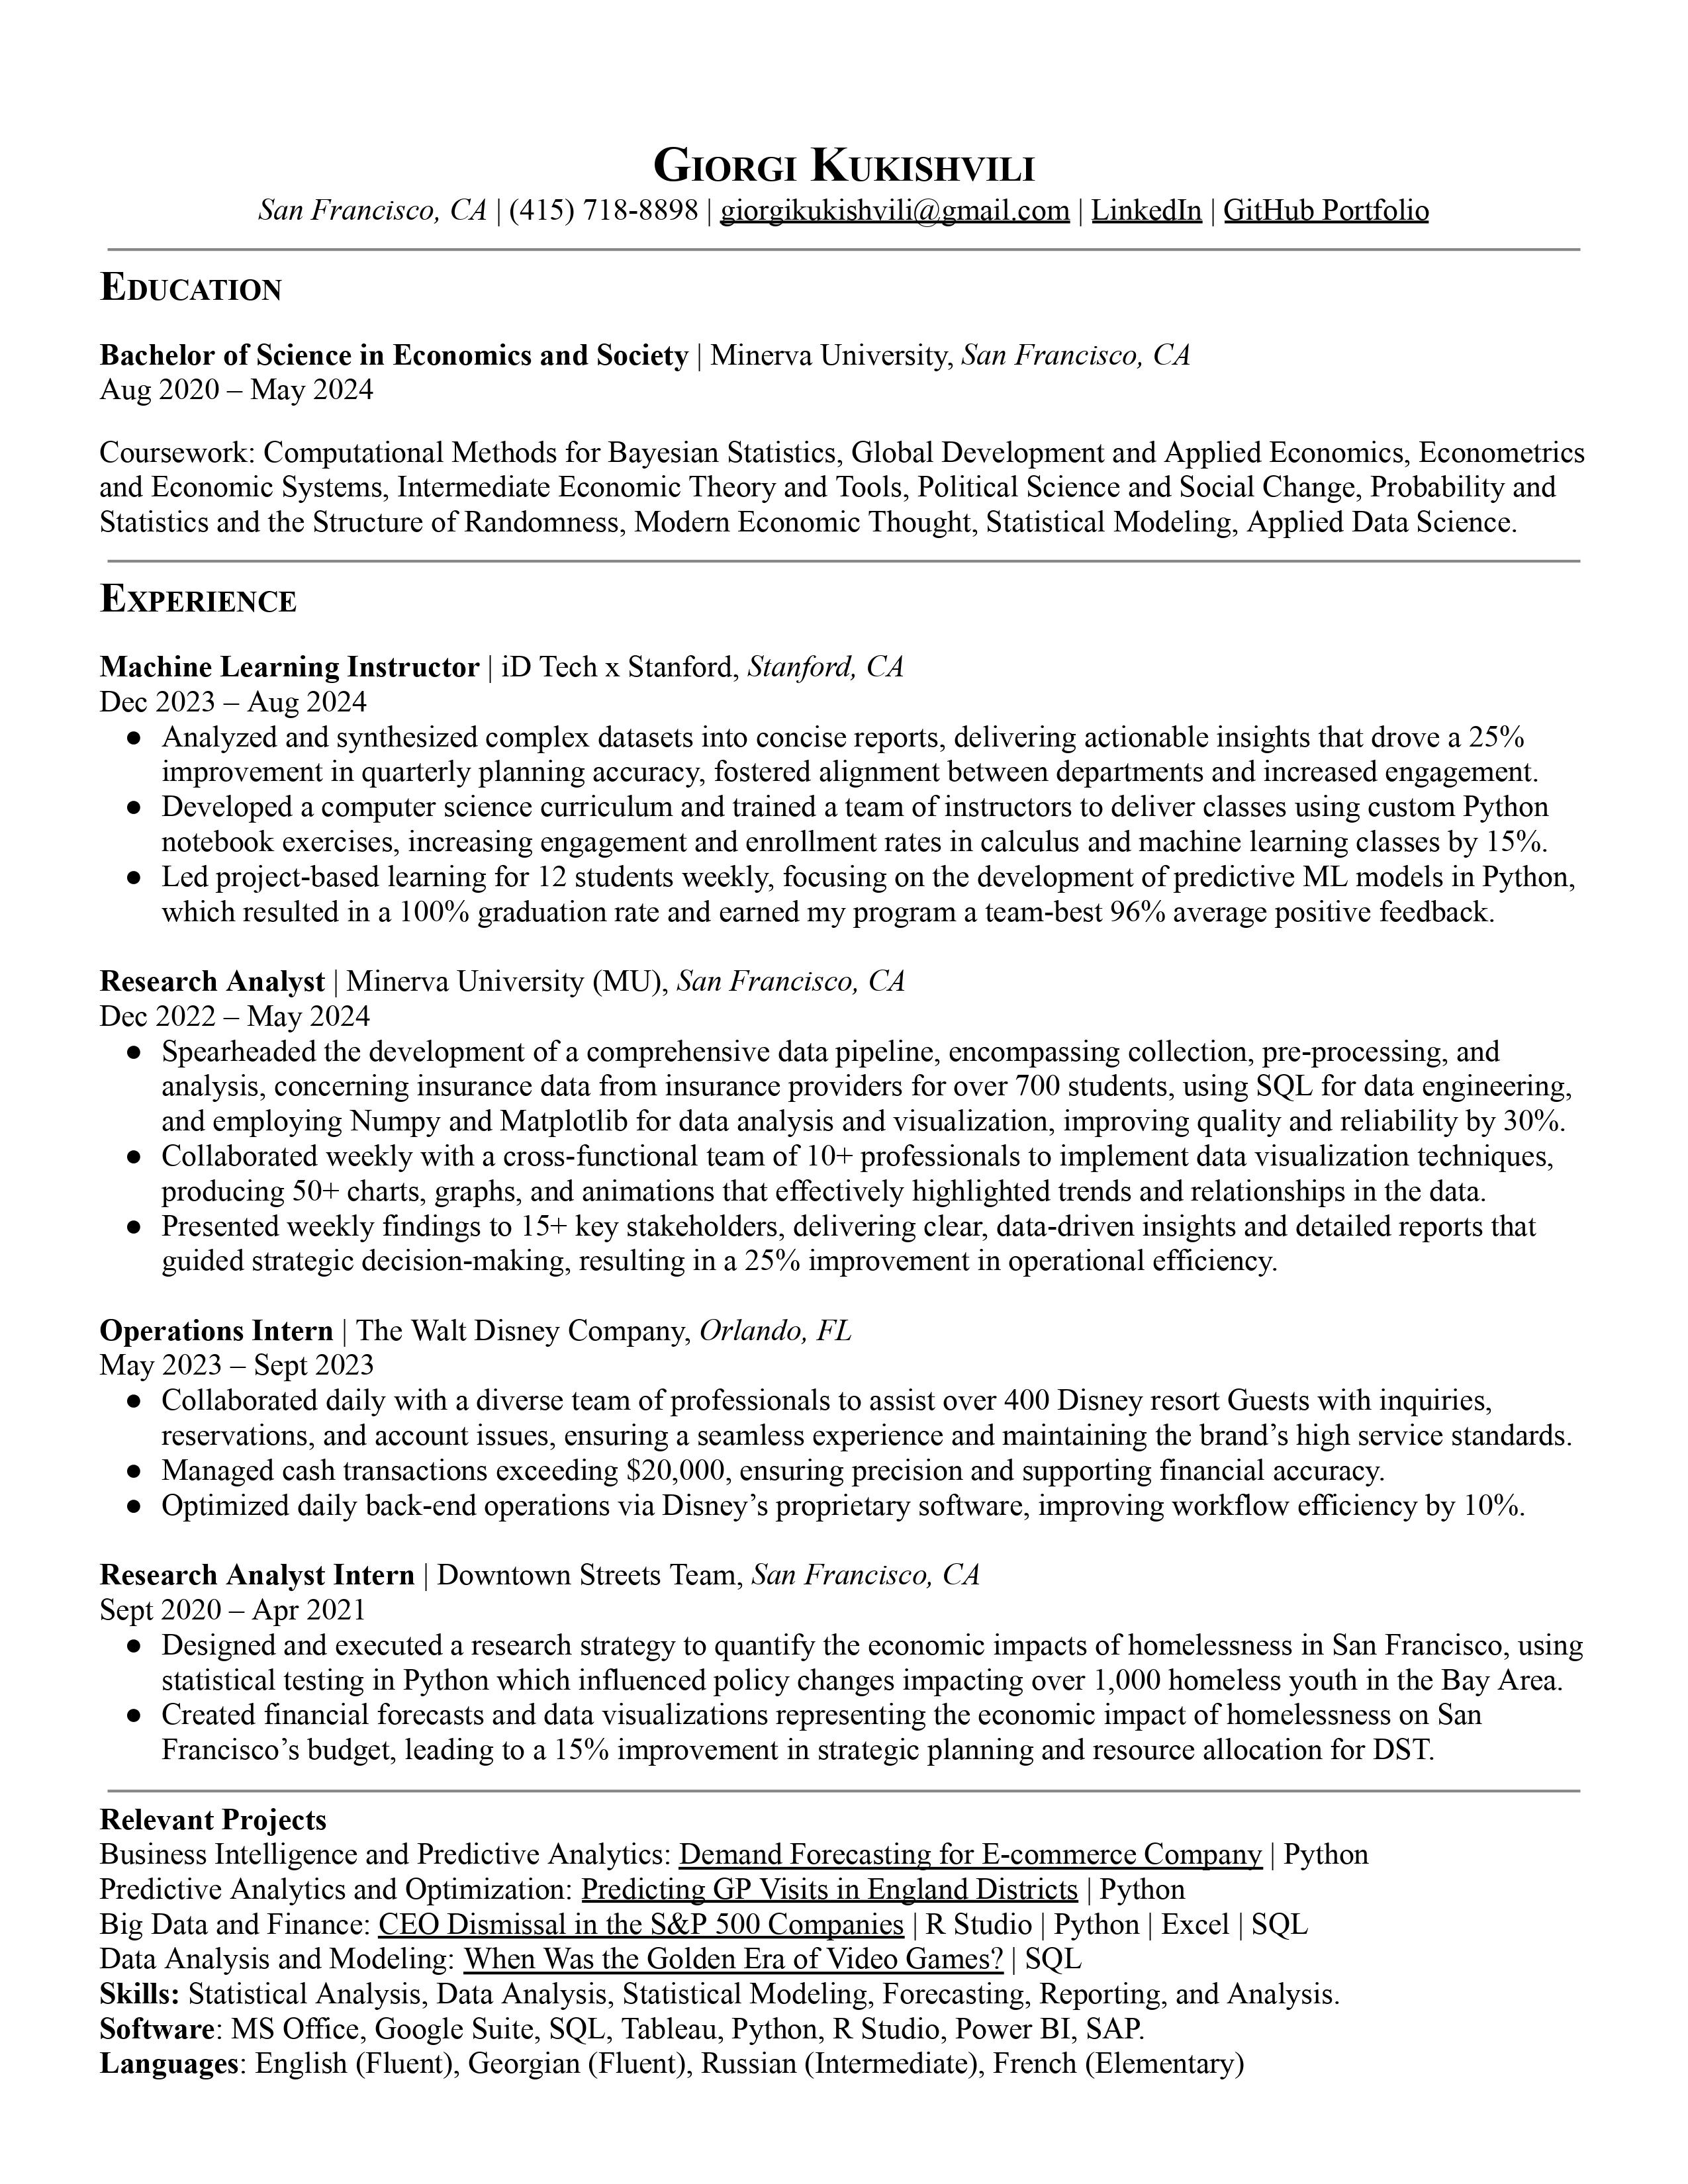 Giorgi Kukishvili
San Francisco, CA | (415) 718-8898 | giorgikukishvili@gmail.com | LinkedIn | GitHub Portfolio
Education
Bachelor of Science in Economics and Society | Minerva University, San Francisco, CA
Aug 2020 – May 2024
Coursework: Computational Methods for Bayesian Statistics, Global Development and Applied Economics, Econometrics
and Economic Systems, Intermediate Economic Theory and Tools, Political Science and Social Change, Probability and
Statistics and the Structure of Randomness, Modern Economic Thought, Statistical Modeling, Applied Data Science.
Experience
Machine Learning Instructor | iD Tech x Stanford, Stanford, CA
Dec 2023 – Aug 2024
● Analyzed and synthesized complex datasets into concise reports, delivering actionable insights that drove a 25%
improvement in quarterly planning accuracy, fostered alignment between departments and increased engagement.
● Developed a computer science curriculum and trained a team of instructors to deliver classes using custom Python
notebook exercises, increasing engagement and enrollment rates in calculus and machine learning classes by 15%.
● Led project-based learning for 12 students weekly, focusing on the development of predictive ML models in Python,
which resulted in a 100% graduation rate and earned my program a team-best 96% average positive feedback.
Research Analyst | Minerva University (MU), San Francisco, CA
Dec 2022 – May 2024
● Spearheaded the development of a comprehensive data pipeline, encompassing collection, pre-processing, and
analysis, concerning insurance data from insurance providers for over 700 students, using SQL for data engineering,
and employing Numpy and Matplotlib for data analysis and visualization, improving quality and reliability by 30%.
● Collaborated weekly with a cross-functional team of 10+ professionals to implement data visualization techniques,
producing 50+ charts, graphs, and animations that effectively highlighted trends and relationships in the data.
● Presented weekly findings to 15+ key stakeholders, delivering clear, data-driven insights and detailed reports that
guided strategic decision-making, resulting in a 25% improvement in operational efficiency.
Operations Intern | The Walt Disney Company, Orlando, FL
May 2023 – Sept 2023
● Collaborated daily with a diverse team of professionals to assist over 400 Disney resort Guests with inquiries,
reservations, and account issues, ensuring a seamless experience and maintaining the brand’s high service standards.
● Managed cash transactions exceeding $20,000, ensuring precision and supporting financial accuracy.
● Optimized daily back-end operations via Disney’s proprietary software, improving workflow efficiency by 10%.
Research Analyst Intern | Downtown Streets Team, San Francisco, CA
Sept 2020 – Apr 2021
● Designed and executed a research strategy to quantify the economic impacts of homelessness in San Francisco, using
statistical testing in Python which influenced policy changes impacting over 1,000 homeless youth in the Bay Area.
● Created financial forecasts and data visualizations representing the economic impact of homelessness on San
Francisco’s budget, leading to a 15% improvement in strategic planning and resource allocation for DST.
Relevant Projects
Business Intelligence and Predictive Analytics: Demand Forecasting for E-commerce Company | Python
Predictive Analytics and Optimization: Predicting GP Visits in England Districts | Python
Big Data and Finance: CEO Dismissal in the S&P 500 Companies | R Studio | Python | Excel | SQL
Data Analysis and Modeling: When Was the Golden Era of Video Games? | SQL
Skills: Statistical Analysis, Data Analysis, Statistical Modeling, Forecasting, Reporting, and Analysis.
Software: MS Office, Google Suite, SQL, Tableau, Python, R Studio, Power BI, SAP.
Languages: English (Fluent), Georgian (Fluent), Russian (Intermediate), French (Elementary)